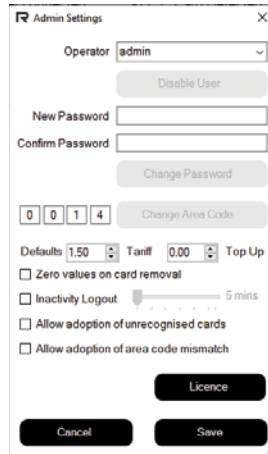 Admin Settings
Operator admin
Disable User
New Password
Confirm Password
Change Password
0 0 1 4 Change Area Code
Defaults 1.50 Tariff 0.00 Top Up
Zero values on card removal
Inactivity Logout 5 mins
Allow adoption of unrecognised cards
Allow adoption of area code mismatch
Licence
Cancel Save